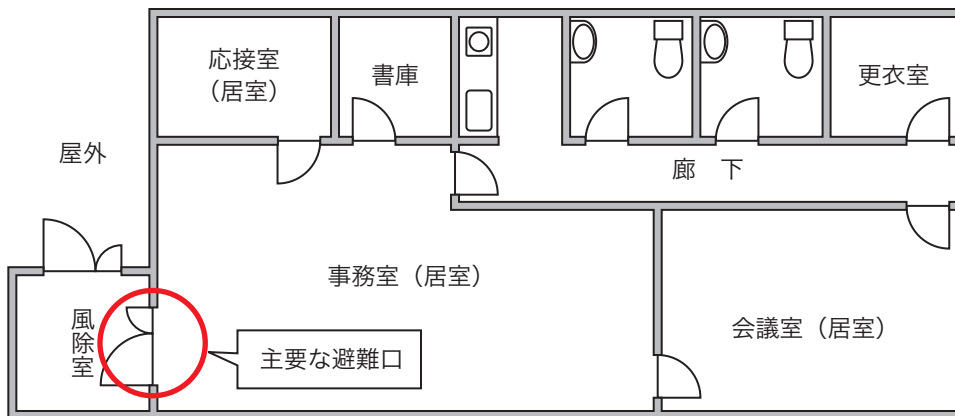 応接室
（居室）
書庫
更衣室
屋外
廊 下
事務室（居室）
風除室
主要な避難口
会議室（居室）